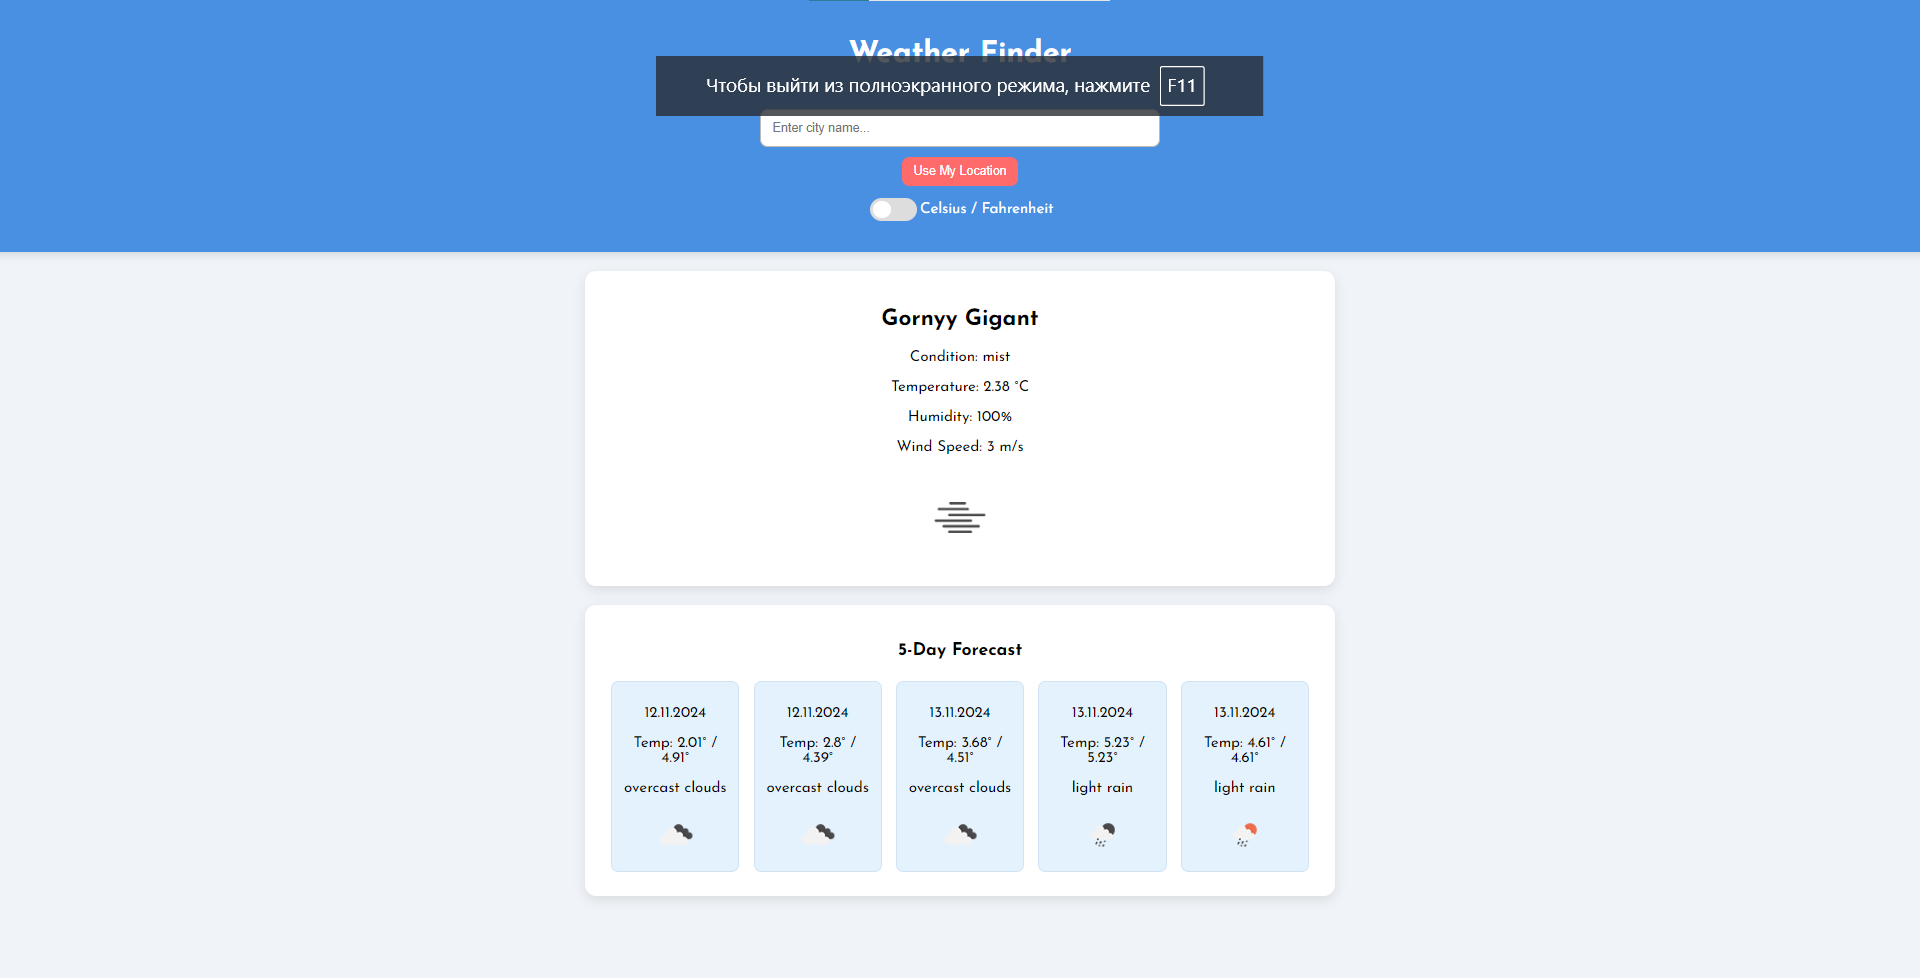 Weather Finder
Чтобы выйти из полноэкранного режима, нажмите F11
Enter city name...
Use My Location
Celsius / Fahrenheit
Gornyy Gigant
Condition: mist
Temperature: 2.38 °C
Humidity: 100%
Wind Speed: 3 m/s
5-Day Forecast
12.11.2024
Temp: 2.01° /
4.91°
overcast clouds
12.11.2024
Temp: 2.8° /
4.39°
overcast clouds
13.11.2024
Temp: 3.68° /
4.51°
overcast clouds
13.11.2024
Temp: 5.23° /
5.23°
light rain
13.11.2024
Temp: 4.61° /
4.61°
light rain